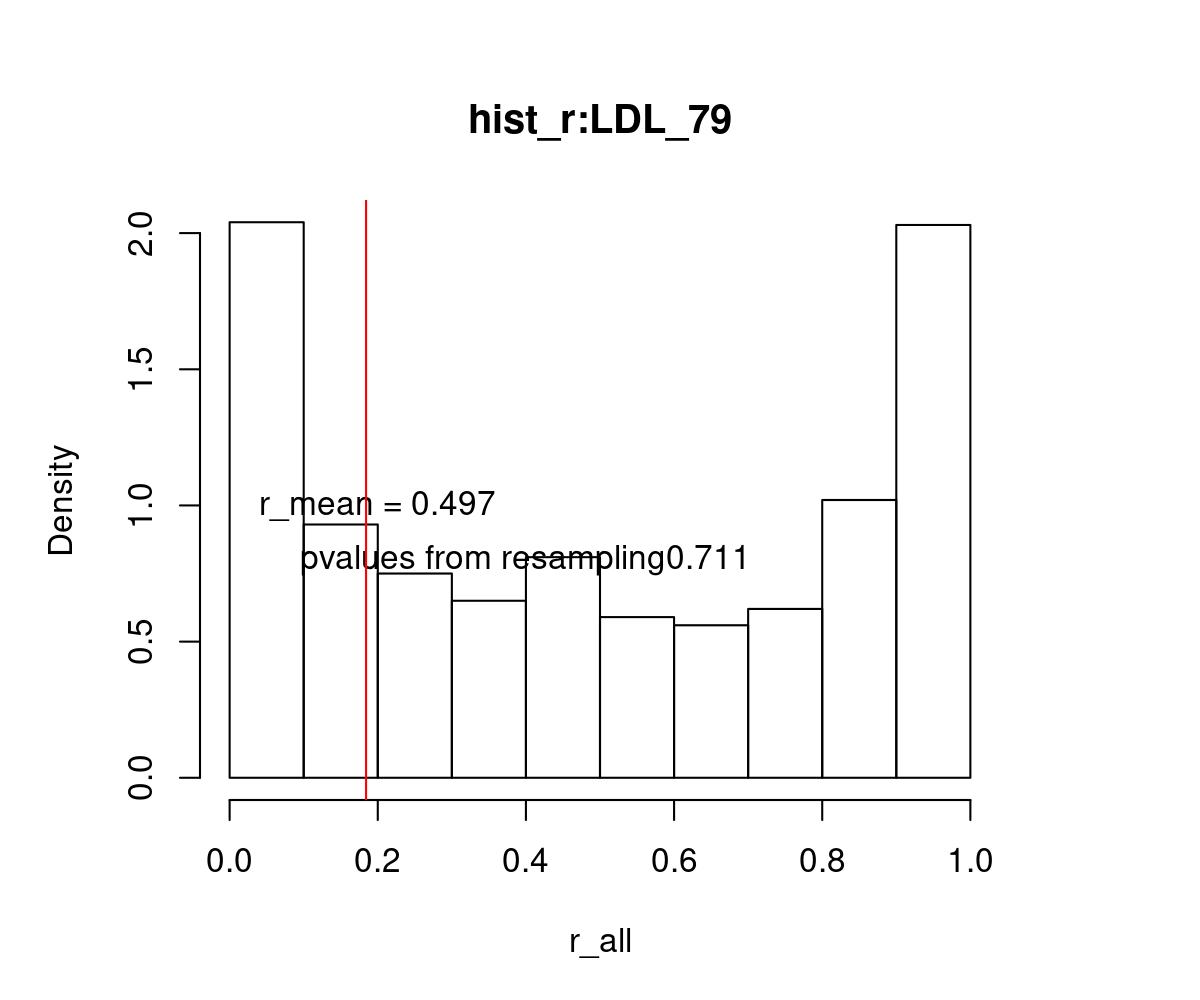 hist_r:LDL_79
Density
2.0
1.5
1.0
0.5
0.0
r_mean = 0.497
pvalues from resampling0.711
0.0 0.2 0.4 0.6 0.8 1.0
r_all